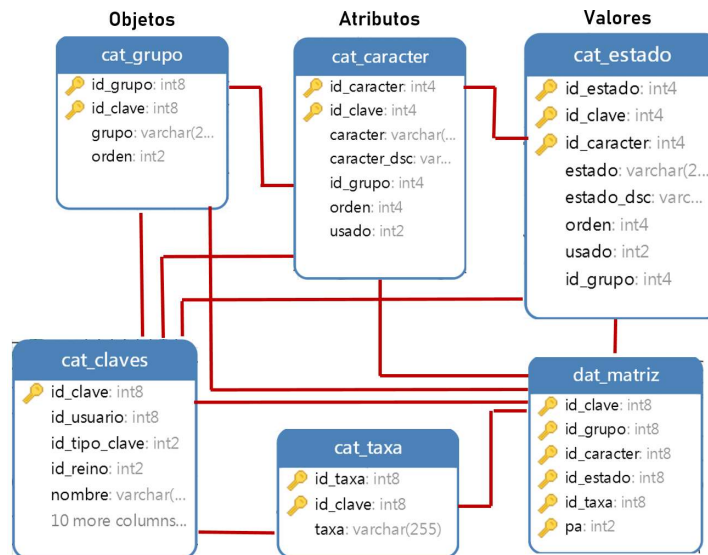 Objetos
Atributos
Valores
cat_grupo
id_grupo: int8
id_clave: int8
grupo: varchar(2...
orden: int2
cat_caracter
id_caracter: int4
id_clave: int4
caracter: varchar(...
caracter_dsc: var...
id_grupo: int4
orden: int4
usado: int2
cat_estado
id_estado: int4
id_clave: int4
id_caracter: int4
estado: varchar(2...
estado_dsc: varc...
orden: int4
usado: int2
id_grupo: int4
cat_claves
id_clave: int8
id_usuario: int8
id_tipo_clave: int2
id_reino: int2
nombre: varchar(...
10 more columns...
cat_taxa
id_taxa: int8
id_clave: int8
taxa: varchar(255)
dat_matriz
id_clave: int8
id_grupo: int8
id_caracter: int8
id_estado: int8
id_taxa: int8
pa: int2